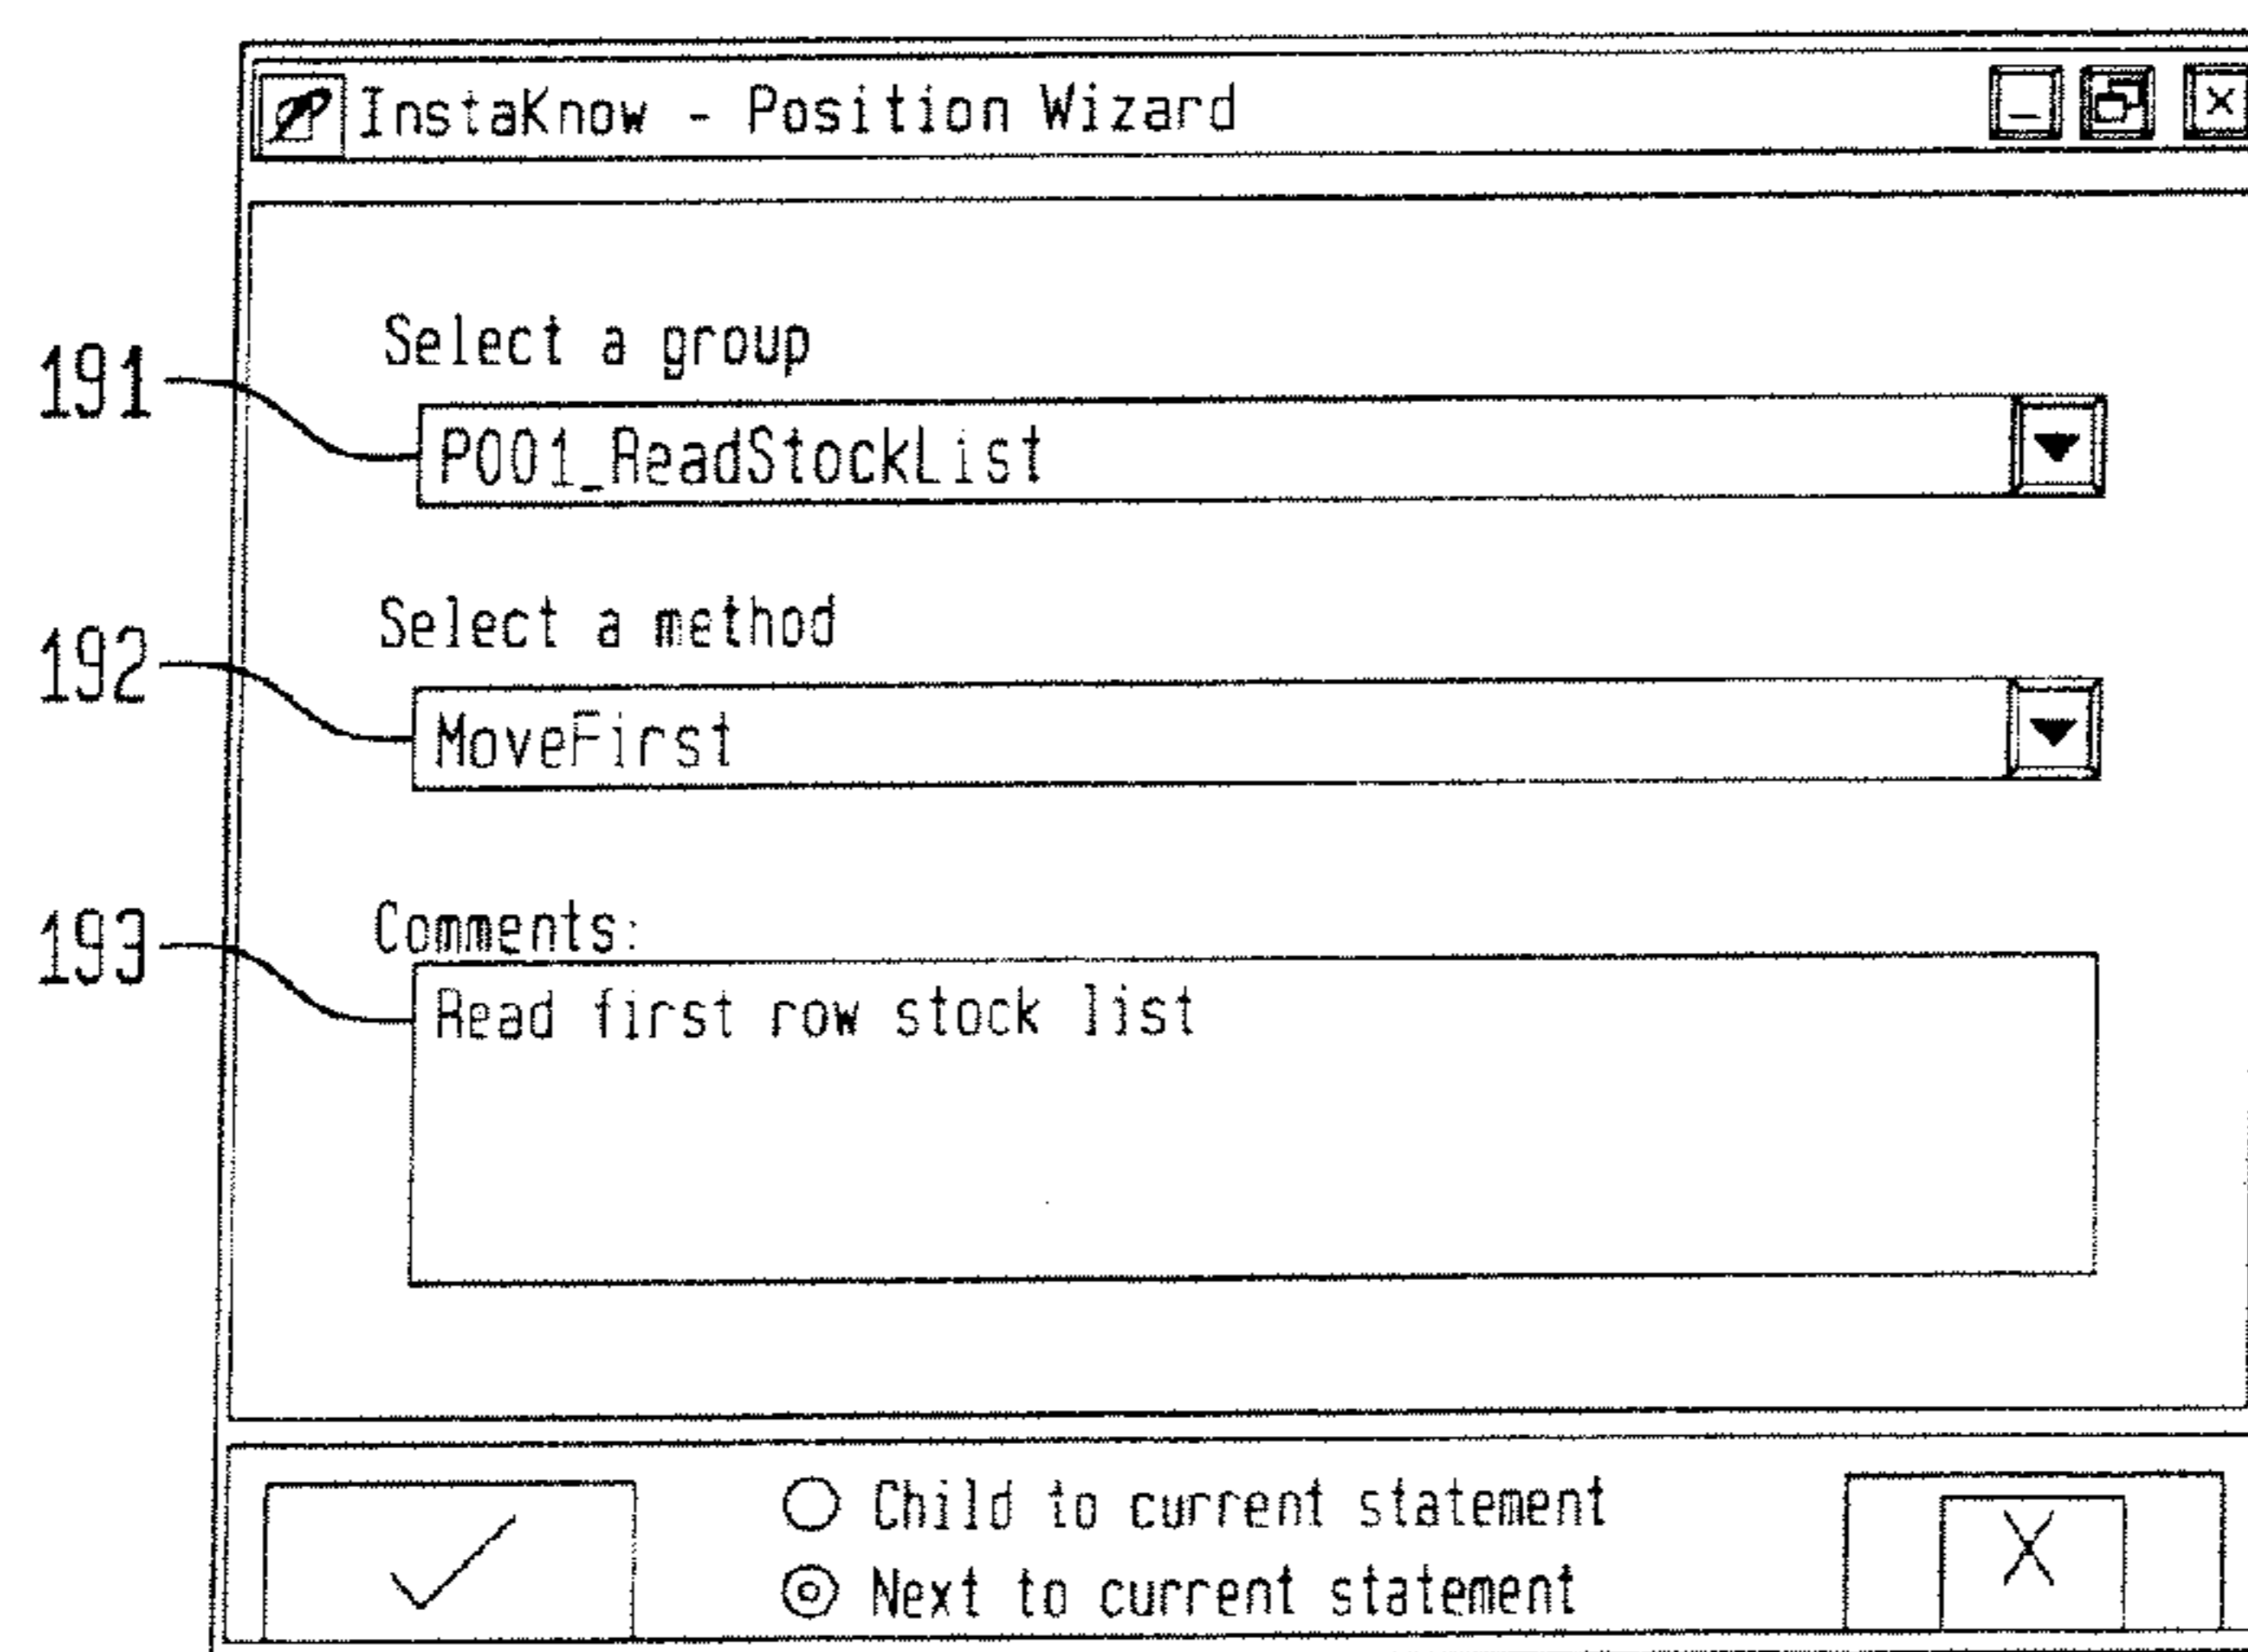 InstaKnow - Position Wizard
Select a group
191
P001_ReadStockList
Select a method
192
MoveFirst
Comments:
193
Read first row stock list
Child to current statement
Next to current statement